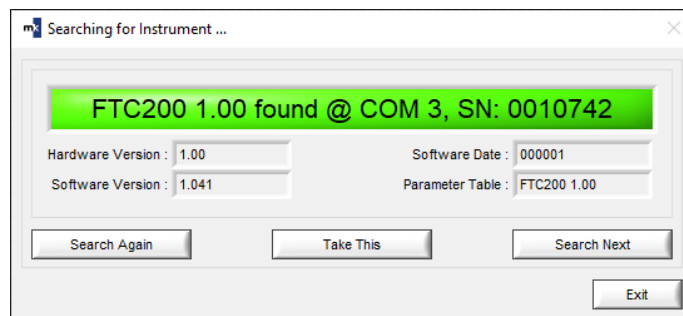 mk Searching for Instrument ...
FTC200 1.00 found @ COM 3, SN: 0010742
Hardware Version : 1.00 Software Date : 000001
Software Version : 1.041 Parameter Table : FTC200 1.00
Search Again Take This Search Next
Exit